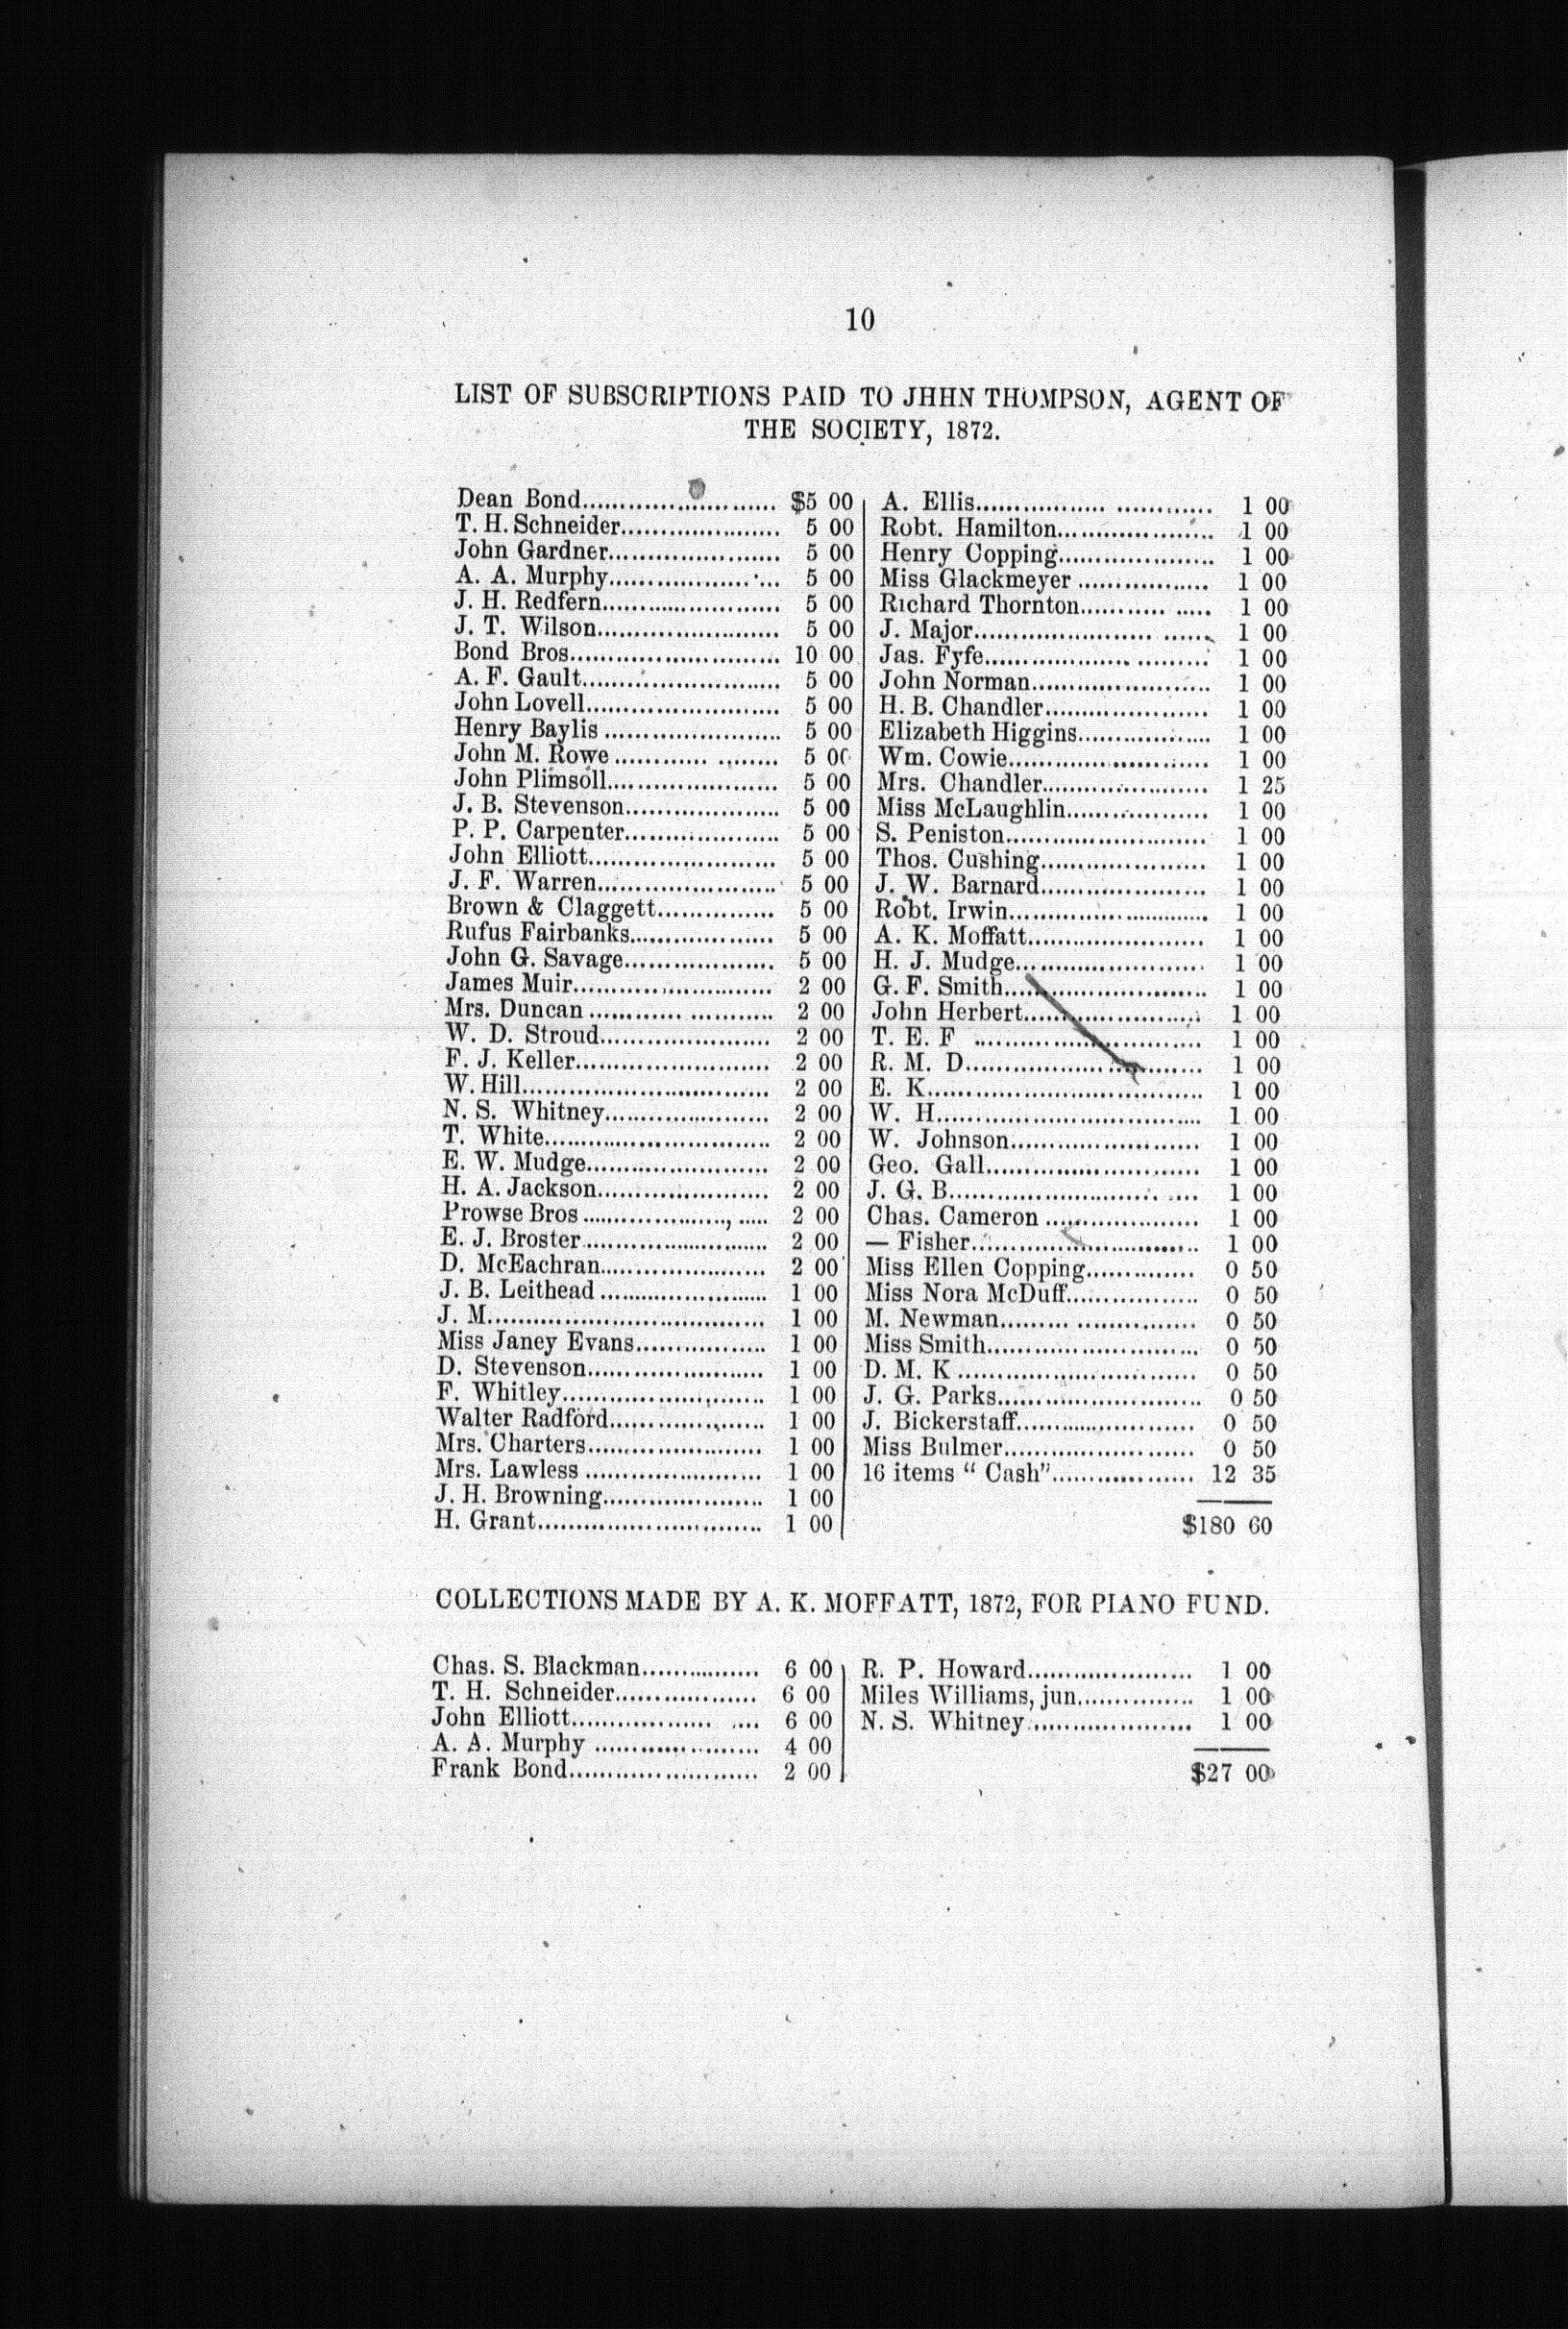 10
LIST OF SUBSCRIPTIONS PAID TO JHHN THOMPSON, AGENT OF
THE SOCIETY, 1872.
Dean Bond.......................... $5 00
T. H. Schneider..................... 5 00
John Gardner...................... 5 00
A. A. Murphy...................... 5 00
J. H. Redfern....................... 5 00
J. T. Wilson........................ 5 00
Bond Bros........................... 10 00
A. F. Gault.......................... 5 00
John Lovell......................... 5 00
Henry Baylis ....................... 5 00
John M. Rowe ..................... 5 00
John Plimsoll...................... 5 00
J. B. Stevenson.................... 5 00
P. P. Carpenter.................... 5 00
John Elliott........................ 5 00
J. F. Warren....................... 5 00
Brown & Claggett............... 5 00
Rufus Fairbanks................... 5 00
John G. Savage................... 5 00
James Muir.......................... 2 00
Mrs. Duncan ....................... 2 00
W. D. Stroud....................... 2 00
F. J. Keller......................... 2 00
W. Hill................................ 2 00
N. S. Whitney..................... 2 00
T. White............................. 2 00
E. W. Mudge........................ 2 00
H. A. Jackson...................... 2 00
Prowse Bros ........................ 2 00
E. J. Broster........................ 2 00
D. McEachran...................... 2 00
J. B. Leithead ...................... 1 00
J. M.................................... 1 00
Miss Janey Evans................. 1 00
D. Stevenson....................... 1 00
F. Whitley.......................... 1 00
Walter Radford.................... 1 00
Mrs. Charters....................... 1 00
Mrs. Lawless ....................... 1 00
J. H. Browning..................... 1 00
H. Grant............................. 1 00
A. Ellis............................. 1 00
Robt. Hamilton.................... 1 00
Henry Copping.................... 1 00
Miss Glackmeyer ................. 1 00
Richard Thornton................ 1 00
J. Major.............................. 1 00
Jas. Fyfe............................. 1 00
John Norman....................... 1 00
H. B. Chandler..................... 1 00
Elizabeth Higgins................. 1 00
Wm. Cowie.......................... 1 00
Mrs. Chandler...................... 1 25
Miss McLaughlin.................. 1 00
S. Peniston.......................... 1 00
Thos. Cushing...................... 1 00
J. W. Barnard...................... 1 00
Robt. Irwin.......................... 1 00
A. K. Moffatt....................... 1 00
H. J. Mudge......................... 1 00
G. F. Smith.......................... 1 00
John Herbert....................... 1 00
T. E. F .............................. 1 00
R. M. D.............................. 1 00
E. K................................... 1 00
W. H.................................. 1 00
W. Johnson......................... 1 00
Geo. Gall............................ 1 00
J. G. B................................ 1 00
Chas. Cameron .................... 1 00
— Fisher............................. 1 00
Miss Ellen Copping.............. 0 50
Miss Nora McDuff................. 0 50
M. Newman......................... 0 50
Miss Smith........................... 0 50
D. M. K .............................. 0 50
J. G. Parks.......................... 0 50
J. Bickerstaff....................... 0 50
Miss Bulmer......................... 0 50
16 items “ Cash”................... 12 35
$180 60
COLLECTIONS MADE BY A. K. MOFFATT, 1872, FOR PIANO FUND.
Chas. S. Blackman............... 6 00
T. H. Schneider................... 6 00
John Elliott........................ 6 00
A. A. Murphy ..................... 4 00
Frank Bond......................... 2 00
R. P. Howard...................... 1 00
Miles Williams, jun............... 1 00
N. S. Whitney ..................... 1 00
$27 00